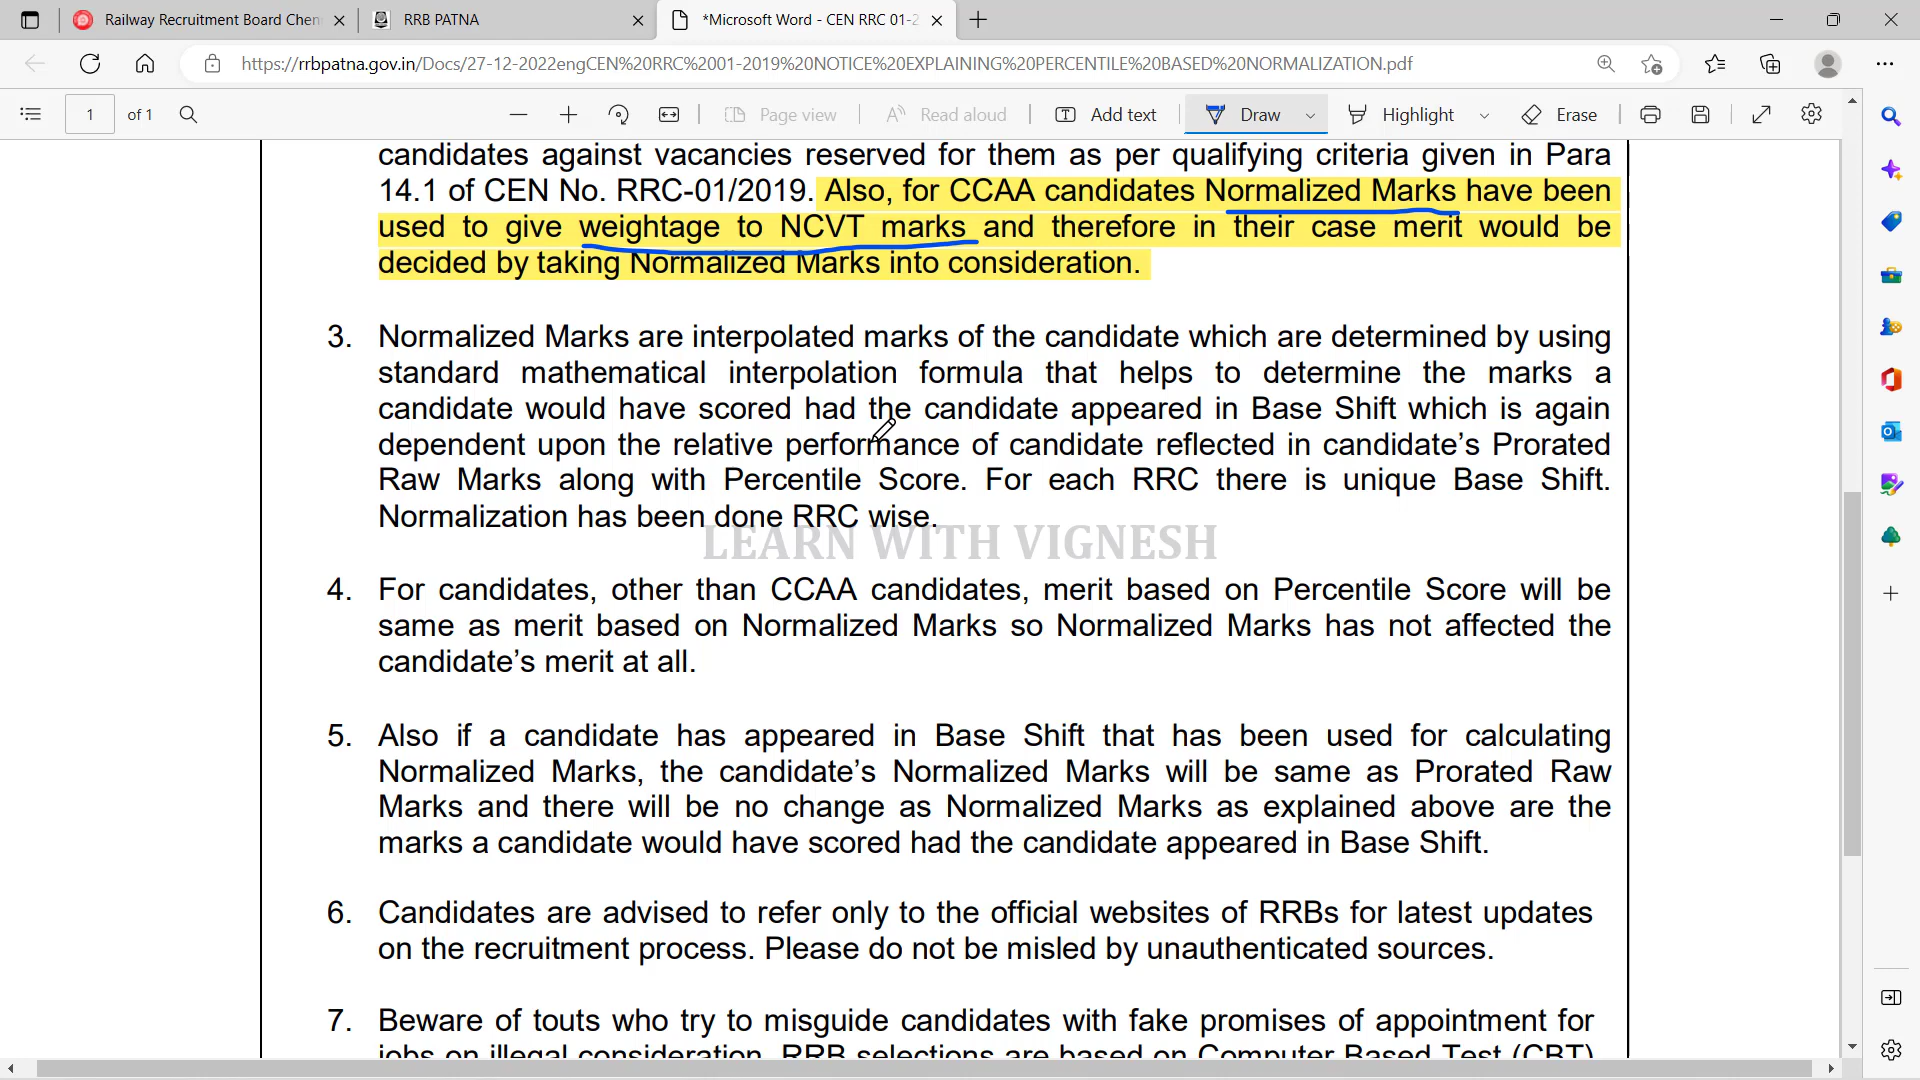 Railway Recruitment Board Chen
RRB PATNA
*Microsoft Word - CEN RRC 01-2
https://rrbpatna.gov.in/Docs/27-12-2022engCEN%20RRC%2001-2019%20NOTICE%20EXPLAINING%20PERCENTILE%20BASED%20NORMALIZATION.pdf
1 of 1 Page view Read aloud Add text Draw Highlight Erase
candidates against vacancies reserved for them as per qualifying criteria given in Para
14.1 of CEN No. RRC-01/2019. Also, for CCAA candidates Normalized Marks have been
used to give weightage to NCVT marks and therefore in their case merit would be
decided by taking Normalized Marks into consideration.
3. Normalized Marks are interpolated marks of the candidate which are determined by using
standard mathematical interpolation formula that helps to determine the marks a
candidate would have scored had the candidate appeared in Base Shift which is again
dependent upon the relative performance of candidate reflected in candidate’s Prorated
Raw Marks along with Percentile Score. For each RRC there is unique Base Shift.
Normalization has been done RRC wise.
LEARN WITH VIGNESH
4. For candidates, other than CCAA candidates, merit based on Percentile Score will be
same as merit based on Normalized Marks so Normalized Marks has not affected the
candidate’s merit at all.
5. Also if a candidate has appeared in Base Shift that has been used for calculating
Normalized Marks, the candidate’s Normalized Marks will be same as Prorated Raw
Marks and there will be no change as Normalized Marks as explained above are the
marks a candidate would have scored had the candidate appeared in Base Shift.
6. Candidates are advised to refer only to the official websites of RRBs for latest updates
on the recruitment process. Please do not be misled by unauthenticated sources.
7. Beware of touts who try to misguide candidates with fake promises of appointment for
jobs on illegal consideration. RRB selections are based on Computer Based Test (CBT)